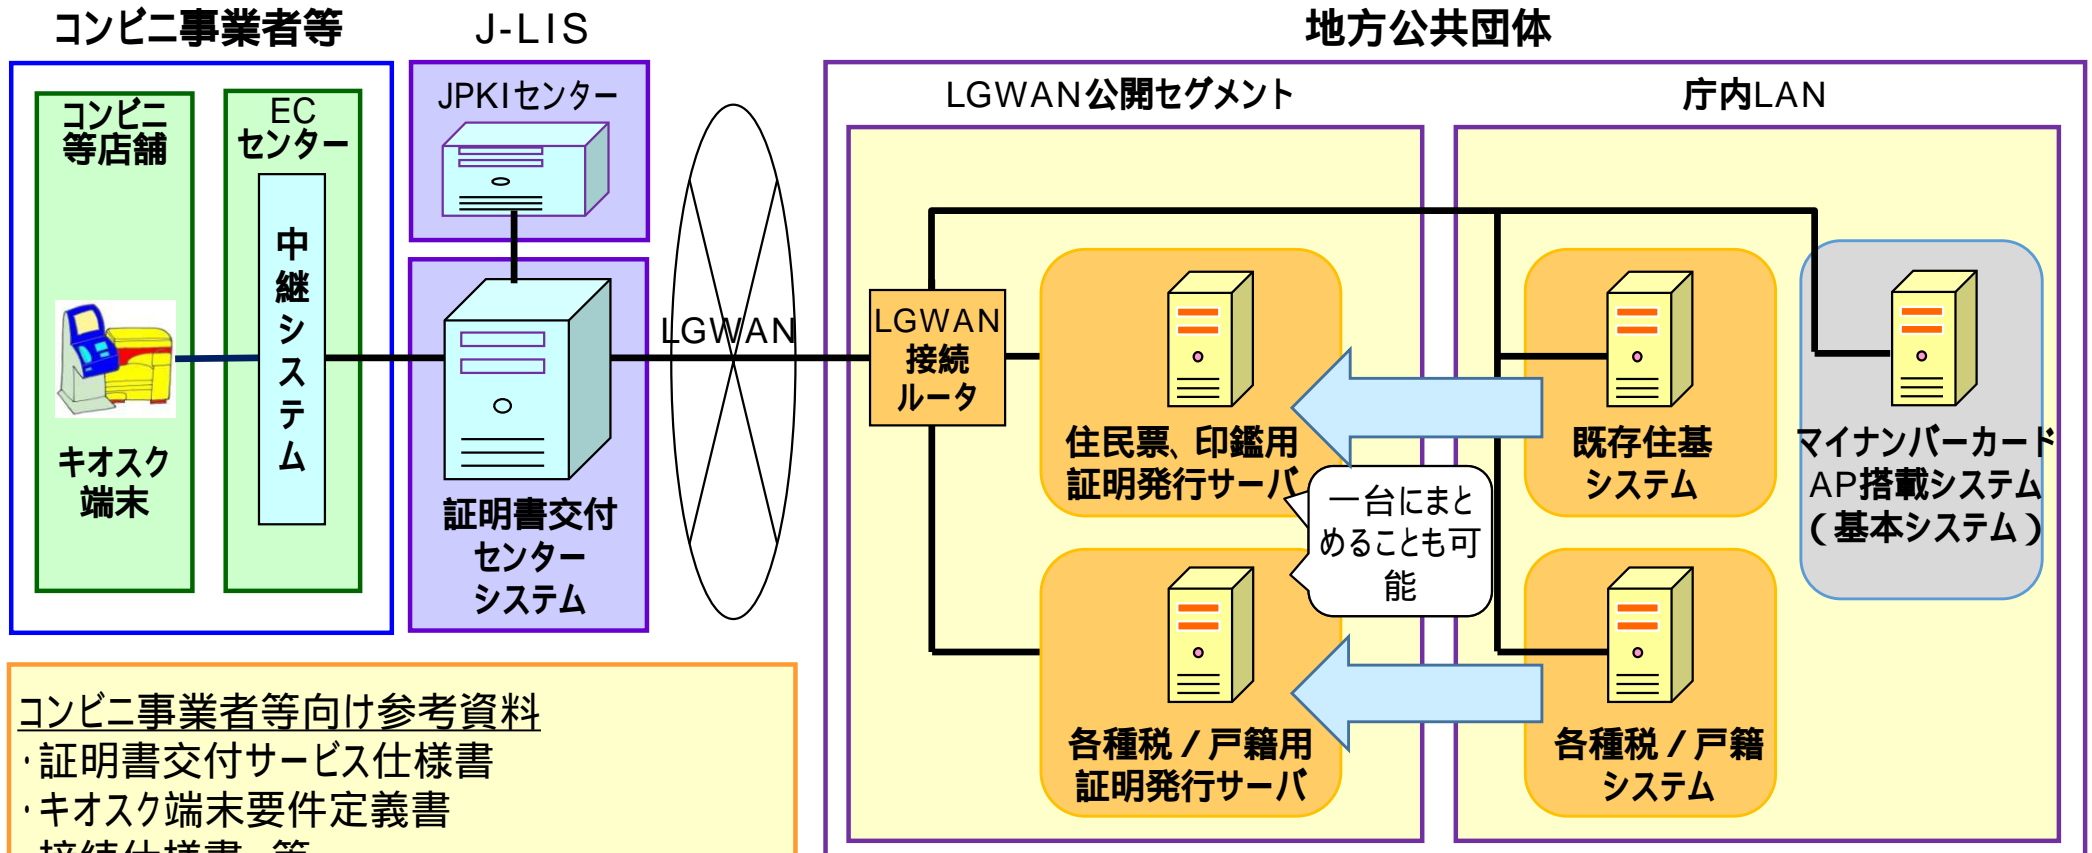 コンビニ事業者等
J-LIS
地方公共団体
コンビニ
等店舗
EC
センター
中継システム
キオスク
端末
JPKIセンター
証明書交付
センター
システム
LGWAN
LGWAN公開セグメント
庁内LAN
LGWAN
接続
ルータ
住民票、印鑑用
証明発行サーバ
一台にまと
めることも可
能
各種税/戸籍用
証明発行サーバ
既存住基
システム
各種税/戸籍
システム
マイナンバーカード
AP搭載システム
(基本システム)
コンビニ事業者等向け参考資料
・証明書交付サービス仕様書
・キオスク端末要件定義書
接続仕様書 等